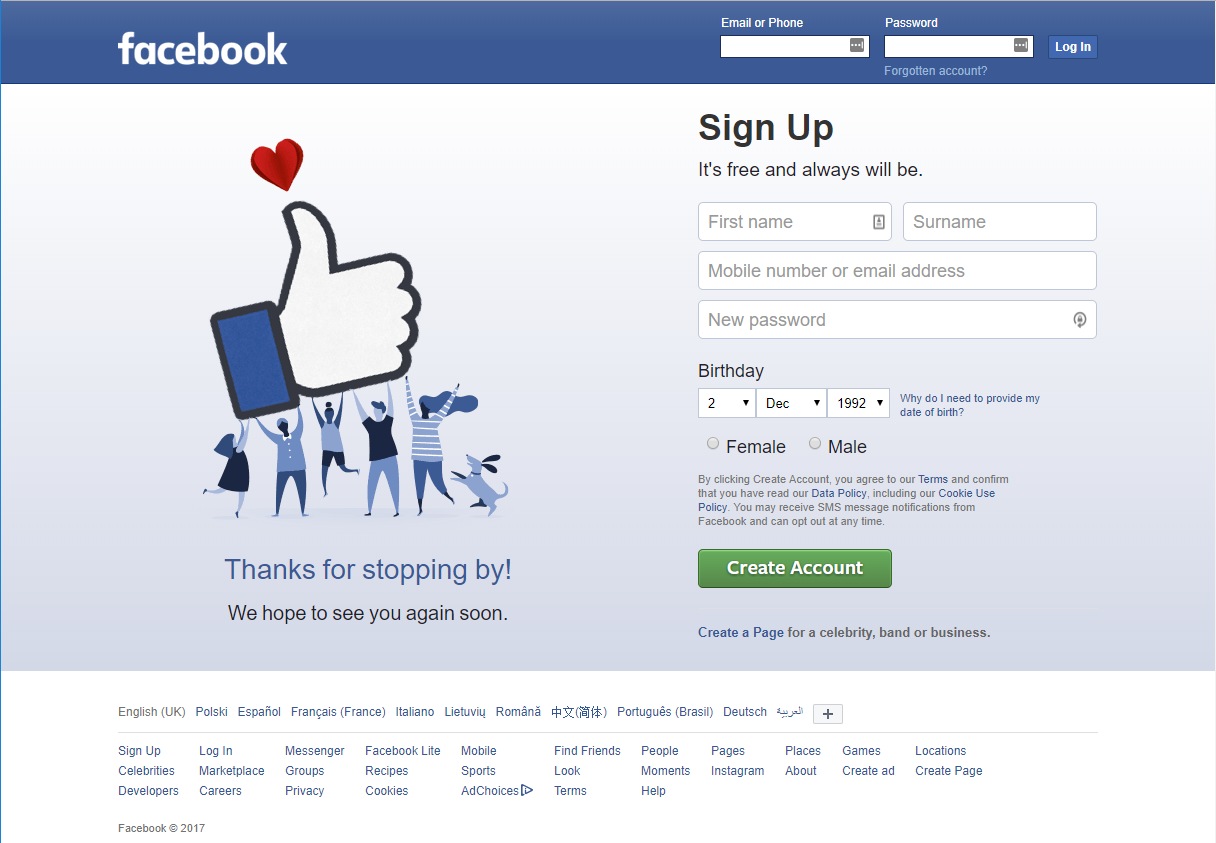 facebook
Email or Phone
Password
Log In
Forgotten account?
Sign Up
It's free and always will be.
First name
Surname
Mobile number or email address
New password
Birthday
2 Dec 1992
Why do I need to provide my
date of birth?
Female Male
By clicking Create Account, you agree to our Terms and confirm
that you have read our Data Policy, including our Cookie Use
Policy. You may receive SMS message notifications from
Facebook and can opt out at any time.
Create Account
Create a Page for a celebrity, band or business.
Thanks for stopping by!
We hope to see you again soon.
English (UK) Polski Español Français (France) Italiano Lietuvių Română 中文(简体) Português (Brasil) Deutsch العربية +
Sign Up Log In Messenger Facebook Lite Mobile Find Friends People Pages Places Games Locations
Celebrities Marketplace Groups Recipes Sports Look Moments Instagram About Create ad Create Page
Developers Careers Privacy Cookies AdChoices Terms Help
Facebook © 2017